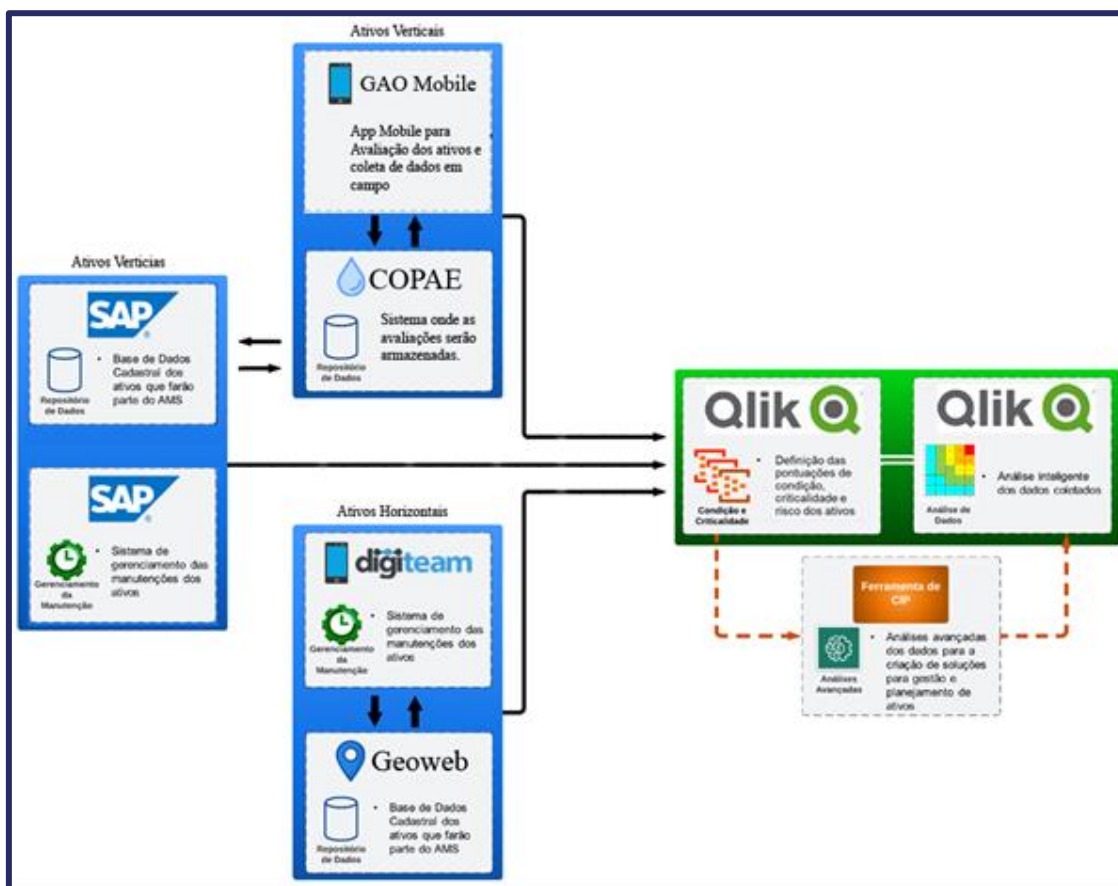 Ativos Verticais
GAO Mobile
App Mobile para
Avaliação dos ativos e
coleta de dados em
campo
COPAE
Sistema onde as
avaliações serão
armazenadas.
Repositório
de Dados
Ativos Verticias
SAP
®
• Base de Dados
Cadastral dos
ativos que farão
parte do AMS
Repositório
de Dados
SAP
®
• Sistema de
gerenciamento das
manutenções dos
ativos
Gerenciamento
da
Manutenção
Ativos Horizontais
digiteam
• Sistema de
gerenciamento das
manutenções dos
ativos
Gerenciamento
da
Manutenção
Geoweb
• Base de Dados
Cadastral dos
ativos que farão
parte do AMS
Repositório
de Dados
Qlik
• Definição das
pontuações de
condição,
criticalidade e
risco dos ativos
Condição e
Criticalidade
Qlik
• Análise inteligente
dos dados coletados
Análise de
Dados
Ferramenta de
CIP
• Análises avançadas
dos dados para a
criação de soluções
para gestão e
planejamento de
ativos
Análises
Avançadas